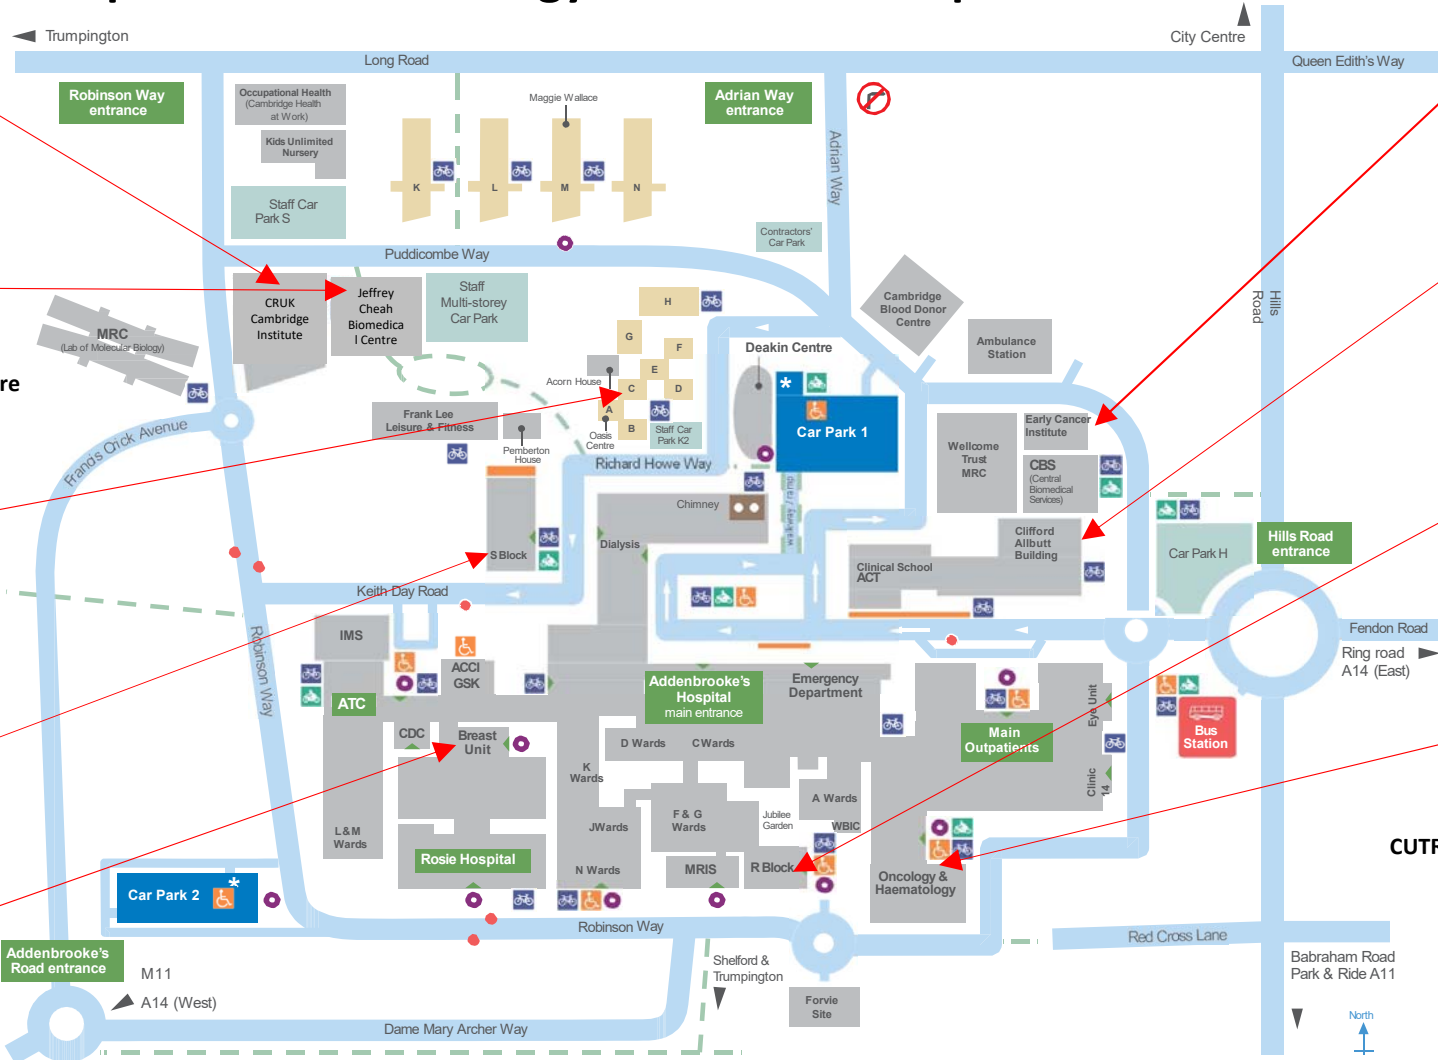 Trumpington
City Centre
Long Road
Queen Edith's Way
Robinson Way
entrance
Occupational Health
(Cambridge Health
at Work)
Kids Unlimited
Nursery
Staff Car
Park S
Maggie Wallace
K
L
M
N
Adrian Way
entrance
Adrian Way
Contractors'
Car Park
Puddicombe Way
CRUK
Cambridge
Institute
Jeffrey
Cheah
Biomedica
l Centre
Staff
Multi-storey
Car Park
MRC
(Lab of Molecular Biology)
H
G
F
E
C
D
A
B
Acorn House
Oasis
Centre
Staff Car
Park K2
Deakin Centre
*
Car Park 1
Cambridge
Blood Donor
Centre
Ambulance
Station
Hills
Road
re
Frank Lee
Leisure & Fitness
Pemberton
House
Francis Crick Avenue
Richard Howe Way
Early Cancer
Institute
Wellcome
Trust
MRC
CBS
(Central
Biomedical
Services)
Chimney
walkway / ramp
Dialysis
S Block
Clifford
Allbutt
Building
Clinical School
ACT
Car Park H
Hills Road
entrance
Keith Day Road
Robinson Way
IMS
ACCI
GSK
ATC
CDC
Breast
Unit
Addenbrooke's
Hospital
main entrance
Emergency
Department
Main
Outpatients
Eye Unit
Clinic
14
Fendon Road
Ring road
A14 (East)
Bus
Station
D Wards
C Wards
K
Wards
A Wards
F & G
Wards
Jubilee
Garden
WBIC
J Wards
L&M
Wards
Rosie Hospital
N Wards
MRIS
R Block
Oncology &
Haematology
CUTR
Car Park 2
*
Robinson Way
Red Cross Lane
Addenbrooke's
Road entrance
M11
A14 (West)
Shelford &
Trumpington
Babraham Road
Park & Ride A11
Forvie
Site
North
Dame Mary Archer Way